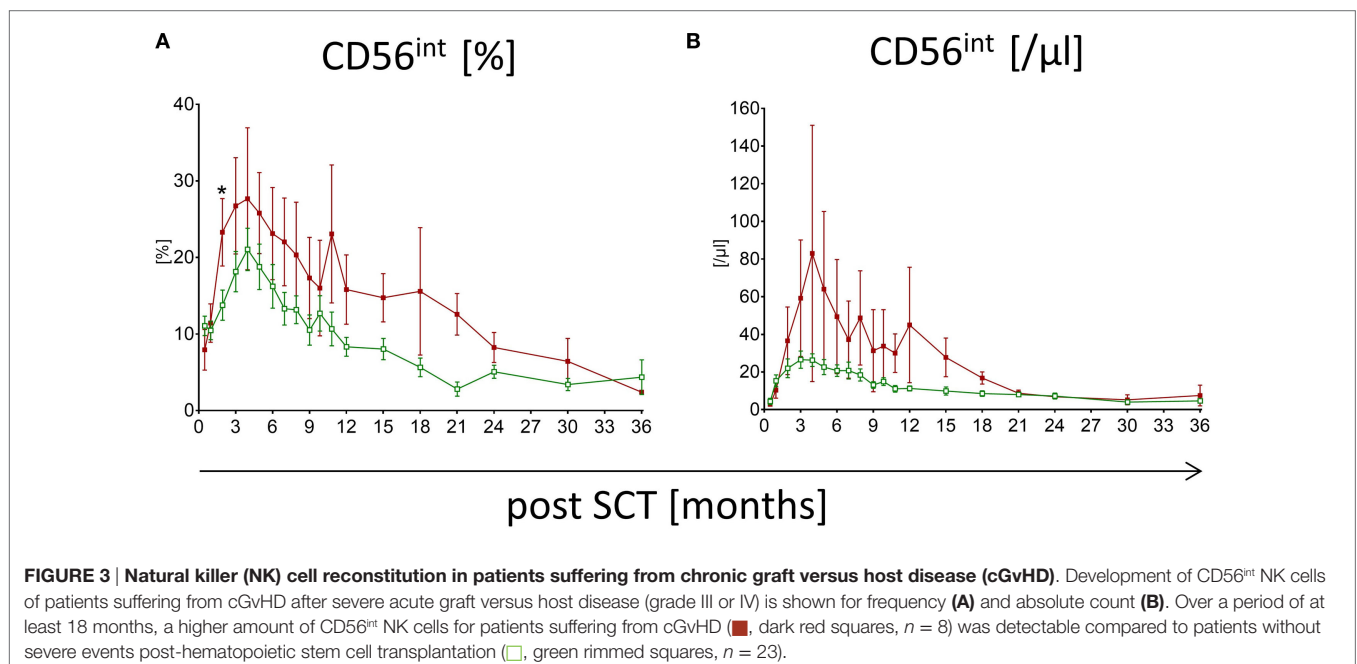 A
CD56int [%]
B
CD56int [/µl]
40
30
20
10
0
[%]
*
0 3 6 9 12 15 18 21 24 27 30 33 36
160
140
120
100
80
60
40
20
0
[/µl]
0 3 6 9 12 15 18 21 24 27 30 33 36
post SCT [months]
FIGURE 3 | Natural killer (NK) cell reconstitution in patients suffering from chronic graft versus host disease (cGvHD). Development of CD56int NK cells
of patients suffering from cGvHD after severe acute graft versus host disease (grade III or IV) is shown for frequency (A) and absolute count (B). Over a period of at
least 18 months, a higher amount of CD56int NK cells for patients suffering from cGvHD (■, dark red squares, n = 8) was detectable compared to patients without
severe events post-hematopoietic stem cell transplantation (□, green rimmed squares, n = 23).